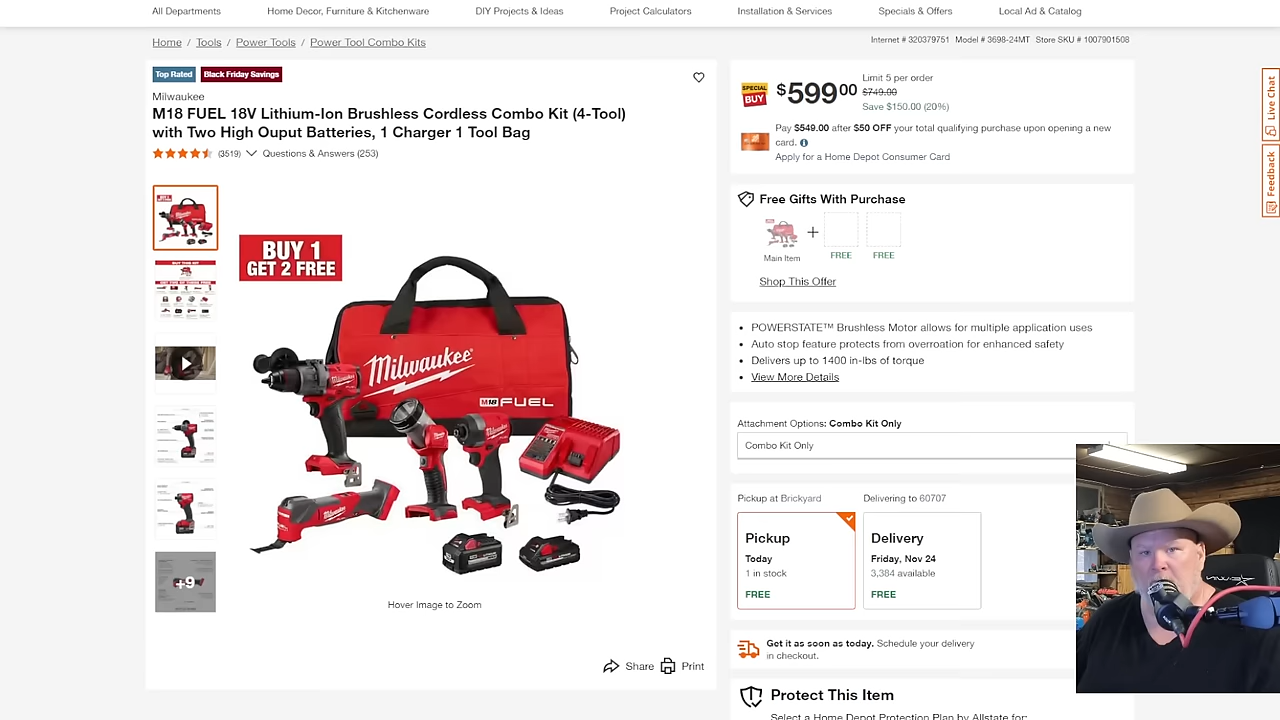 All Departments
Home Decor, Furniture & Kitchenware
DIY Projects & Ideas
Project Calculators
Installation & Services
Specials & Offers
Local Ad & Catalog
Home / Tools / Power Tools / Power Tool Combo Kits
Internet # 320379751 Model # 3698-24MT Store SKU # 1007901508
Top Rated
Black Friday Savings
Milwaukee
M18 FUEL 18V Lithium-Ion Brushless Cordless Combo Kit (4-Tool)
with Two High Ouput Batteries, 1 Charger 1 Tool Bag
(3519)
Questions & Answers (253)
BUY 1
GET 2 FREE
Milwaukee
M18 FUEL
+9
Hover Image to Zoom
Share
Print
SPECIAL
BUY
$599.00
Limit 5 per order
$749.00
Save $150.00 (20%)
Pay $549.00 after $50 OFF your total qualifying purchase upon opening a new
card.
Apply for a Home Depot Consumer Card
Free Gifts With Purchase
+
Main Item
FREE
FREE
Shop This Offer
• POWERSTATE™ Brushless Motor allows for multiple application uses
• Auto stop feature protects from overroation for enhanced safety
• Delivers up to 1400 in-lbs of torque
• View More Details
Attachment Options: Combo Kit Only
Combo Kit Only
Pickup at Brickyard
Delivering to 60707
Pickup
Today
1 in stock
FREE
Delivery
Friday, Nov 24
3,384 available
FREE
Get it as soon as today. Schedule your delivery
in checkout.
Protect This Item
Select a Home Depot Protection Plan by Allstate for:
Live Chat
Feedback